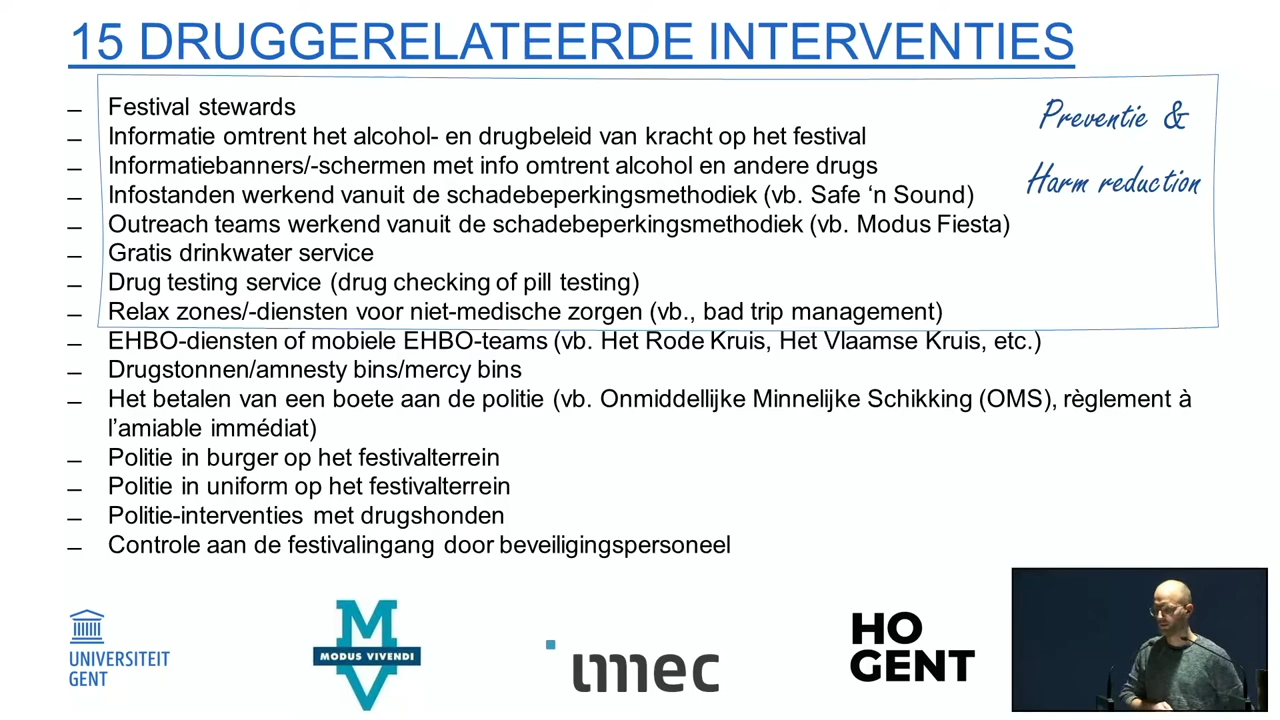 15 DRUGGERELATEERDE INTERVENTIES
Preventie &
Harm reduction
– Festival stewards
– Informatie omtrent het alcohol- en drugbeleid van kracht op het festival
– Informatiebanners/-schermen met info omtrent alcohol en andere drugs
– Infostanden werkend vanuit de schadebeperkingsmethodiek (vb. Safe ‘n Sound)
– Outreach teams werkend vanuit de schadebeperkingsmethodiek (vb. Modus Fiesta)
– Gratis drinkwater service
– Drug testing service (drug checking of pill testing)
– Relax zones/-diensten voor niet-medische zorgen (vb., bad trip management)
– EHBO-diensten of mobiele EHBO-teams (vb. Het Rode Kruis, Het Vlaamse Kruis, etc.)
– Drugstonnen/amnesty bins/mercy bins
– Het betalen van een boete aan de politie (vb. Onmiddellijke Minnelijke Schikking (OMS), règlement à
l’amiable immédiat)
– Politie in burger op het festivalterrein
– Politie in uniform op het festivalterrein
– Politie-interventies met drugshonden
– Controle aan de festivalingang door beveiligingspersoneel
UNIVERSITEIT
GENT
M
MODUS VIVENDI
V
imec
HO
GENT